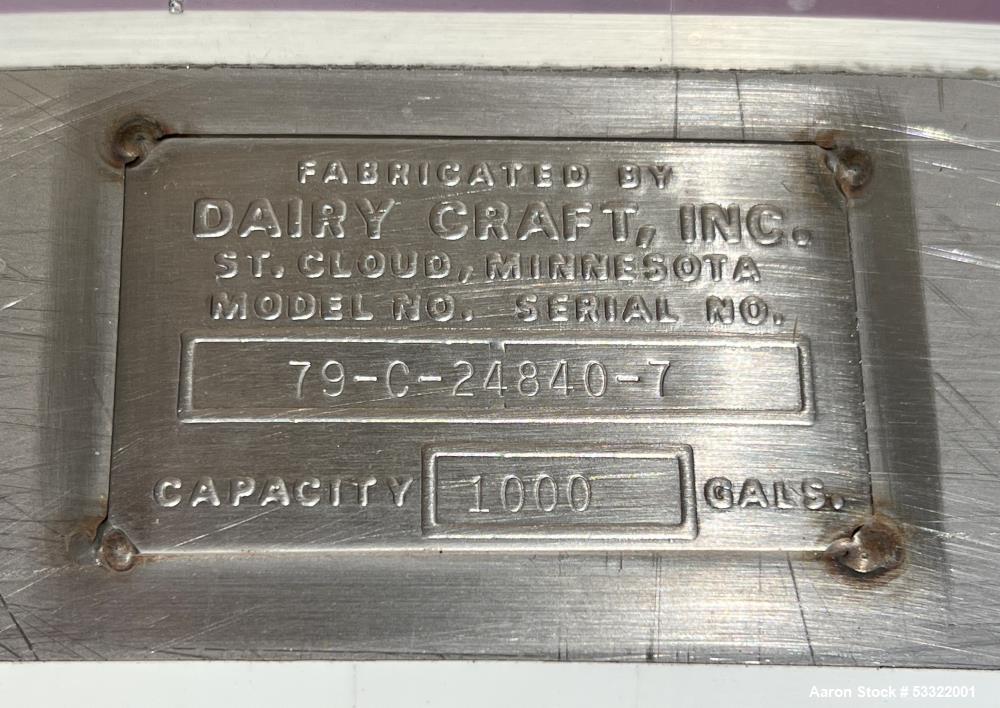 FABRICATED BY
DAIRY CRAFT, INC.
ST. CLOUD, MINNESOTA
MODEL NO. SERIAL NO.
79-C-24840-7
CAPACITY 1000 GALS.
Aaron Stock # 53322001